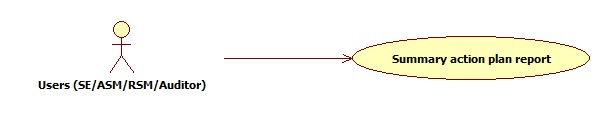 Summary action plan report
Users (SE/ASM/RSM/Auditor)